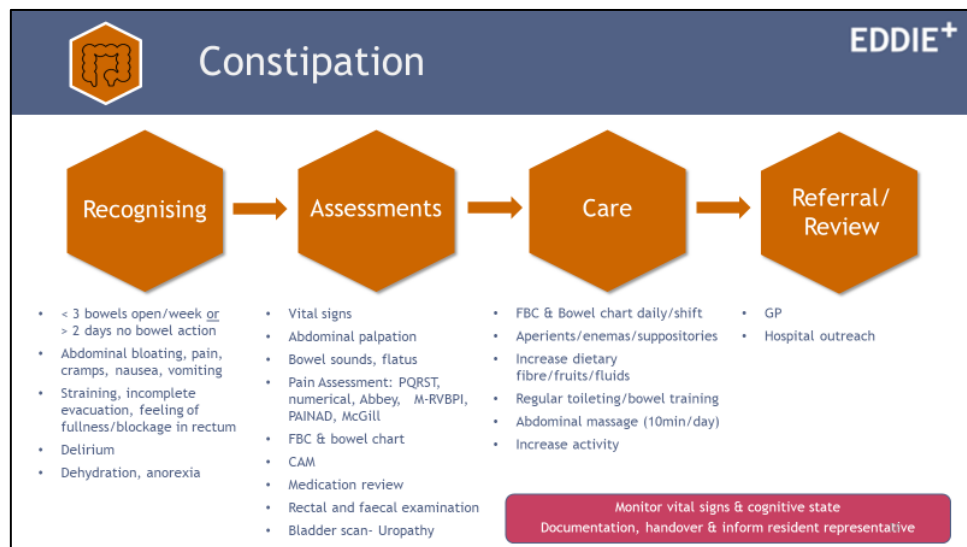 Constipation
EDDIE+
Recognising
Assessments
Care
Referral/
Review
• < 3 bowels open/week or
> 2 days no bowel action
• Abdominal bloating, pain,
cramps, nausea, vomiting
• Straining, incomplete
evacuation, feeling of
fullness/blockage in rectum
• Delirium
• Dehydration, anorexia
• Vital signs
• Abdominal palpation
• Bowel sounds, flatus
• Pain Assessment: PQRST,
numerical, Abbey, M-RVBPI,
PAINAD, McGill
• FBC & bowel chart
• CAM
• Medication review
• Rectal and faecal examination
• Bladder scan- Uropathy
• FBC & Bowel chart daily/shift
• Aperients/enemas/suppositories
• Increase dietary
fibre/fruits/fluids
• Regular toileting/bowel training
• Abdominal massage (10min/day)
• Increase activity
• GP
• Hospital outreach
Monitor vital signs & cognitive state
Documentation, handover & inform resident representative